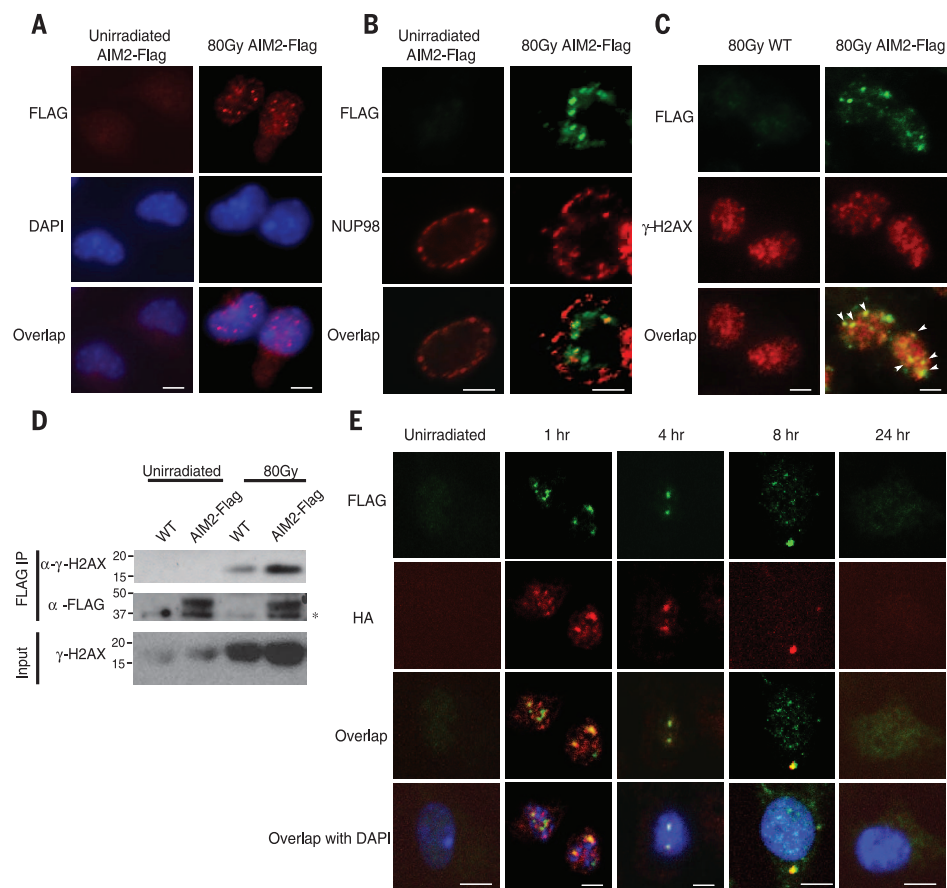 A
Unirradiated
AIM2-Flag
80Gy AIM2-Flag
FLAG
DAPI
Overlap
B
Unirradiated
AIM2-Flag
80Gy AIM2-Flag
FLAG
NUP98
Overlap
C
80Gy WT
80Gy AIM2-Flag
FLAG
γ-H2AX
Overlap
D
Unirradiated
80Gy
WT
AIM2-Flag
WT
AIM2-Flag
FLAG IP
α-γ-H2AX
20
15
α -FLAG
50
37
*
Input
γ-H2AX
20
15
E
Unirradiated
1 hr
4 hr
8 hr
24 hr
FLAG
HA
Overlap
Overlap with DAPI